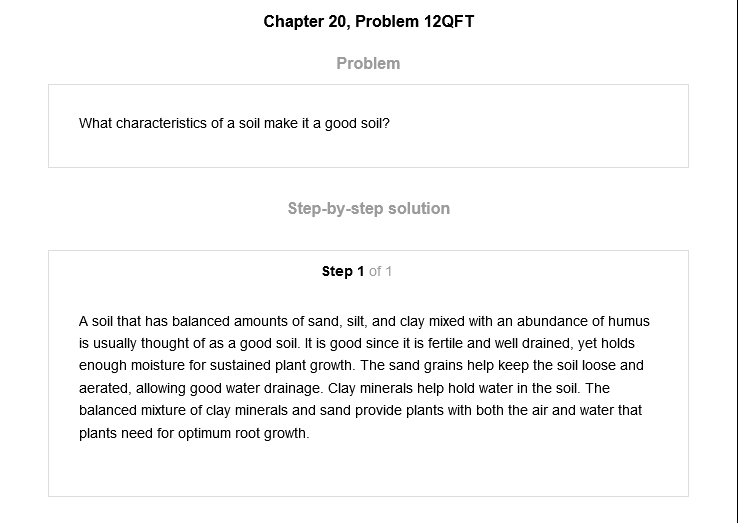 Chapter 20, Problem 12QFT
Problem
What characteristics of a soil make it a good soil?
Step-by-step solution
Step 1 of 1
A soil that has balanced amounts of sand, silt, and clay mixed with an abundance of humus
is usually thought of as a good soil. It is good since it is fertile and well drained, yet holds
enough moisture for sustained plant growth. The sand grains help keep the soil loose and
aerated, allowing good water drainage. Clay minerals help hold water in the soil. The
balanced mixture of clay minerals and sand provide plants with both the air and water that
plants need for optimum root growth.